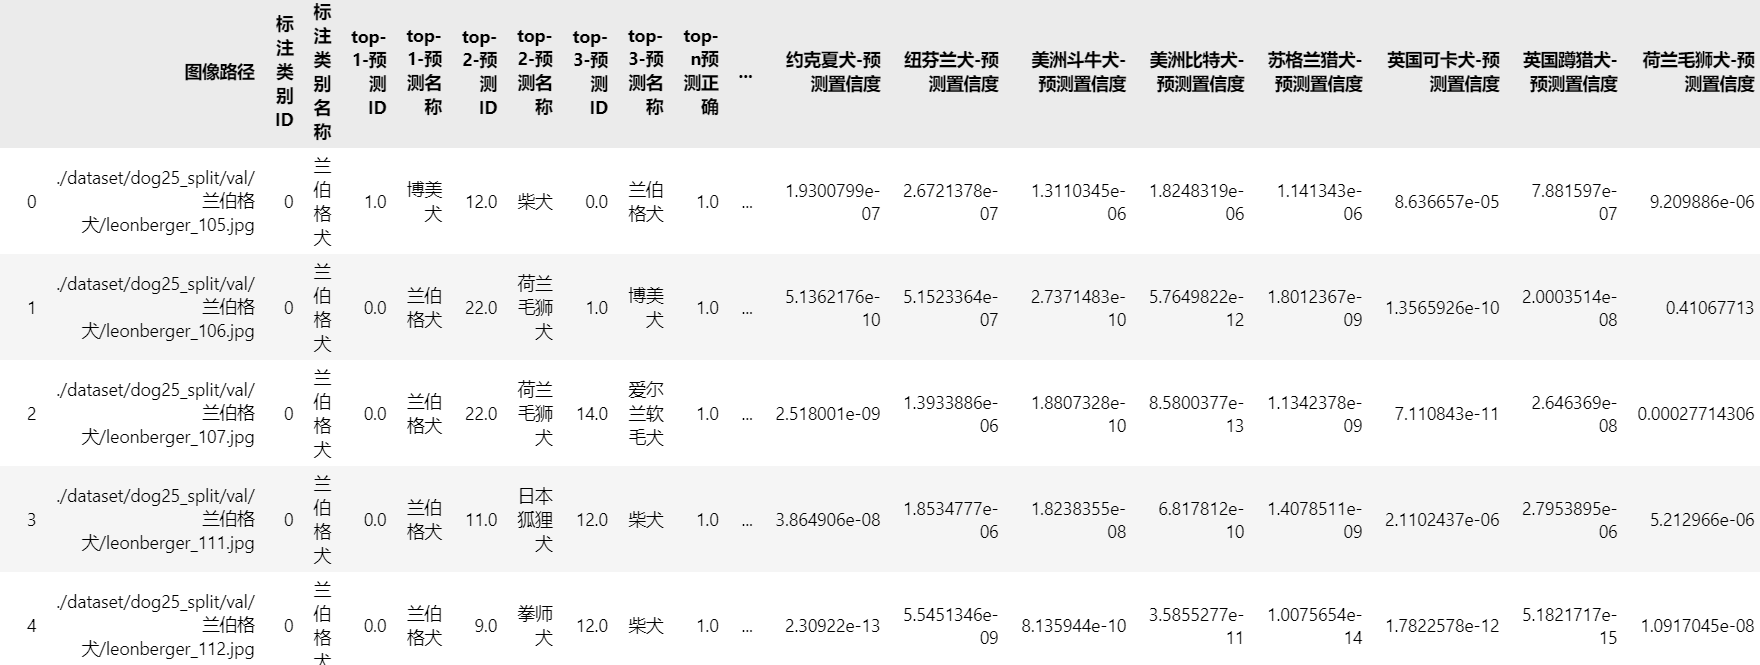 图像路径
标注类别ID
标注类别名称
top-1-预测ID
top-1-预测名称
top-2-预测ID
top-2-预测名称
top-3-预测ID
top-3-预测名称
top-n预测正确
...
约克夏犬-预测置信度
纽芬兰犬-预测置信度
美洲斗牛犬-预测置信度
美洲比特犬-预测置信度
苏格兰猎犬-预测置信度
英国可卡犬-预测置信度
英国蹲猎犬-预测置信度
荷兰毛狮犬-预测置信度
0 ./dataset/dog25_split/val/兰伯格犬/leonberger_105.jpg 0 兰伯格犬 1.0 博美犬 12.0 柴犬 0.0 兰伯格犬 1.0 ... 1.9300799e-07 2.6721378e-07 1.3110345e-06 1.8248319e-06 1.141343e-06 8.636657e-05 7.881597e-07 9.209886e-06
1 ./dataset/dog25_split/val/兰伯格犬/leonberger_106.jpg 0 兰伯格犬 0.0 兰伯格犬 22.0 荷兰毛狮犬 1.0 博美犬 1.0 ... 5.1362176e-10 5.1523364e-07 2.7371483e-10 5.7649822e-12 1.8012367e-09 1.3565926e-10 2.0003514e-08 0.41067713
2 ./dataset/dog25_split/val/兰伯格犬/leonberger_107.jpg 0 兰伯格犬 0.0 兰伯格犬 22.0 荷兰毛狮犬 14.0 爱尔兰软毛犬 1.0 ... 2.518001e-09 1.3933886e-06 1.8807328e-10 8.5800377e-13 1.1342378e-09 7.110843e-11 2.646369e-08 0.00027714306
3 ./dataset/dog25_split/val/兰伯格犬/leonberger_111.jpg 0 兰伯格犬 0.0 兰伯格犬 11.0 日本狐狸犬 12.0 柴犬 1.0 ... 3.864906e-08 1.8534777e-06 1.8238355e-08 6.817812e-10 1.4078511e-09 2.1102437e-06 2.7953895e-06 5.212966e-06
4 ./dataset/dog25_split/val/兰伯格犬/leonberger_112.jpg 0 兰伯格犬 0.0 兰伯格犬 9.0 拳师犬 12.0 柴犬 1.0 ... 2.30922e-13 5.5451346e-09 8.135944e-10 3.5855277e-11 1.0075654e-14 1.7822578e-12 5.1821717e-15 1.0917045e-08